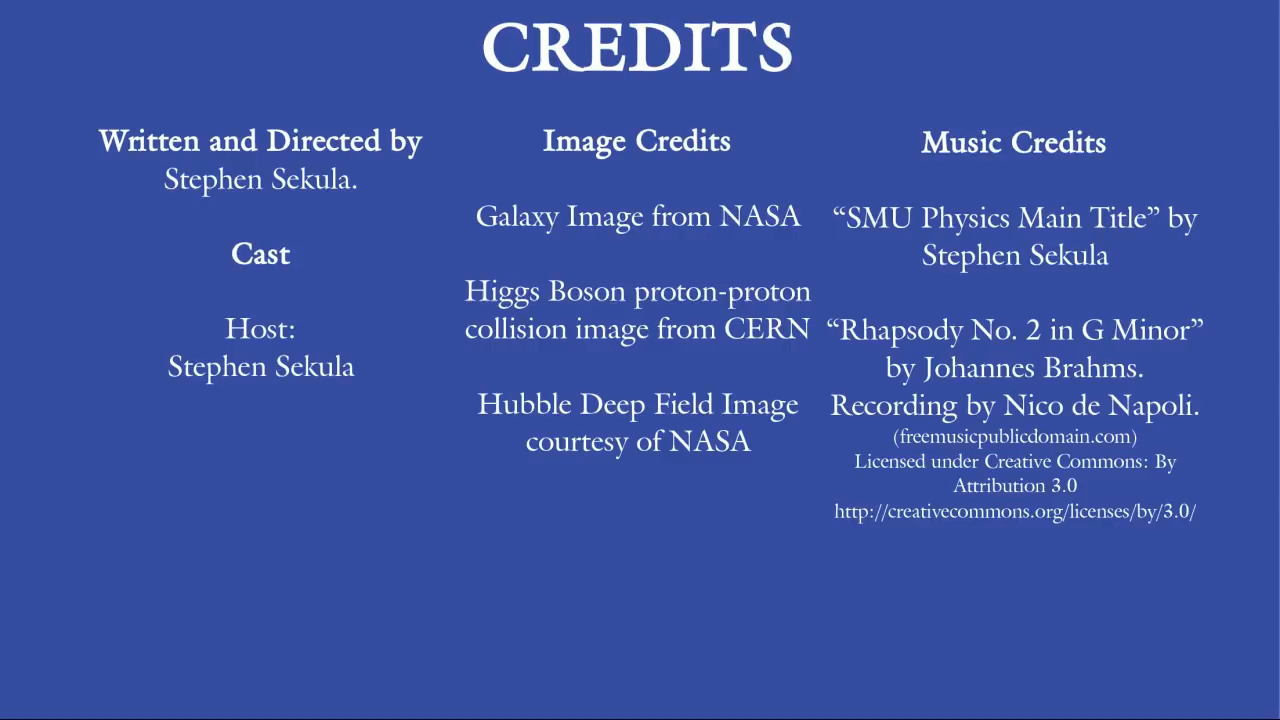 CREDITS
Written and Directed by
Stephen Sekula.
Cast
Host:
Stephen Sekula
Image Credits
Galaxy Image from NASA
Higgs Boson proton-proton
collision image from CERN
Hubble Deep Field Image
courtesy of NASA
Music Credits
“SMU Physics Main Title” by
Stephen Sekula
“Rhapsody No. 2 in G Minor”
by Johannes Brahms.
Recording by Nico de Napoli.
(freemusicpublicdomain.com)
Licensed under Creative Commons: By
Attribution 3.0
http://creativecommons.org/licenses/by/3.0/